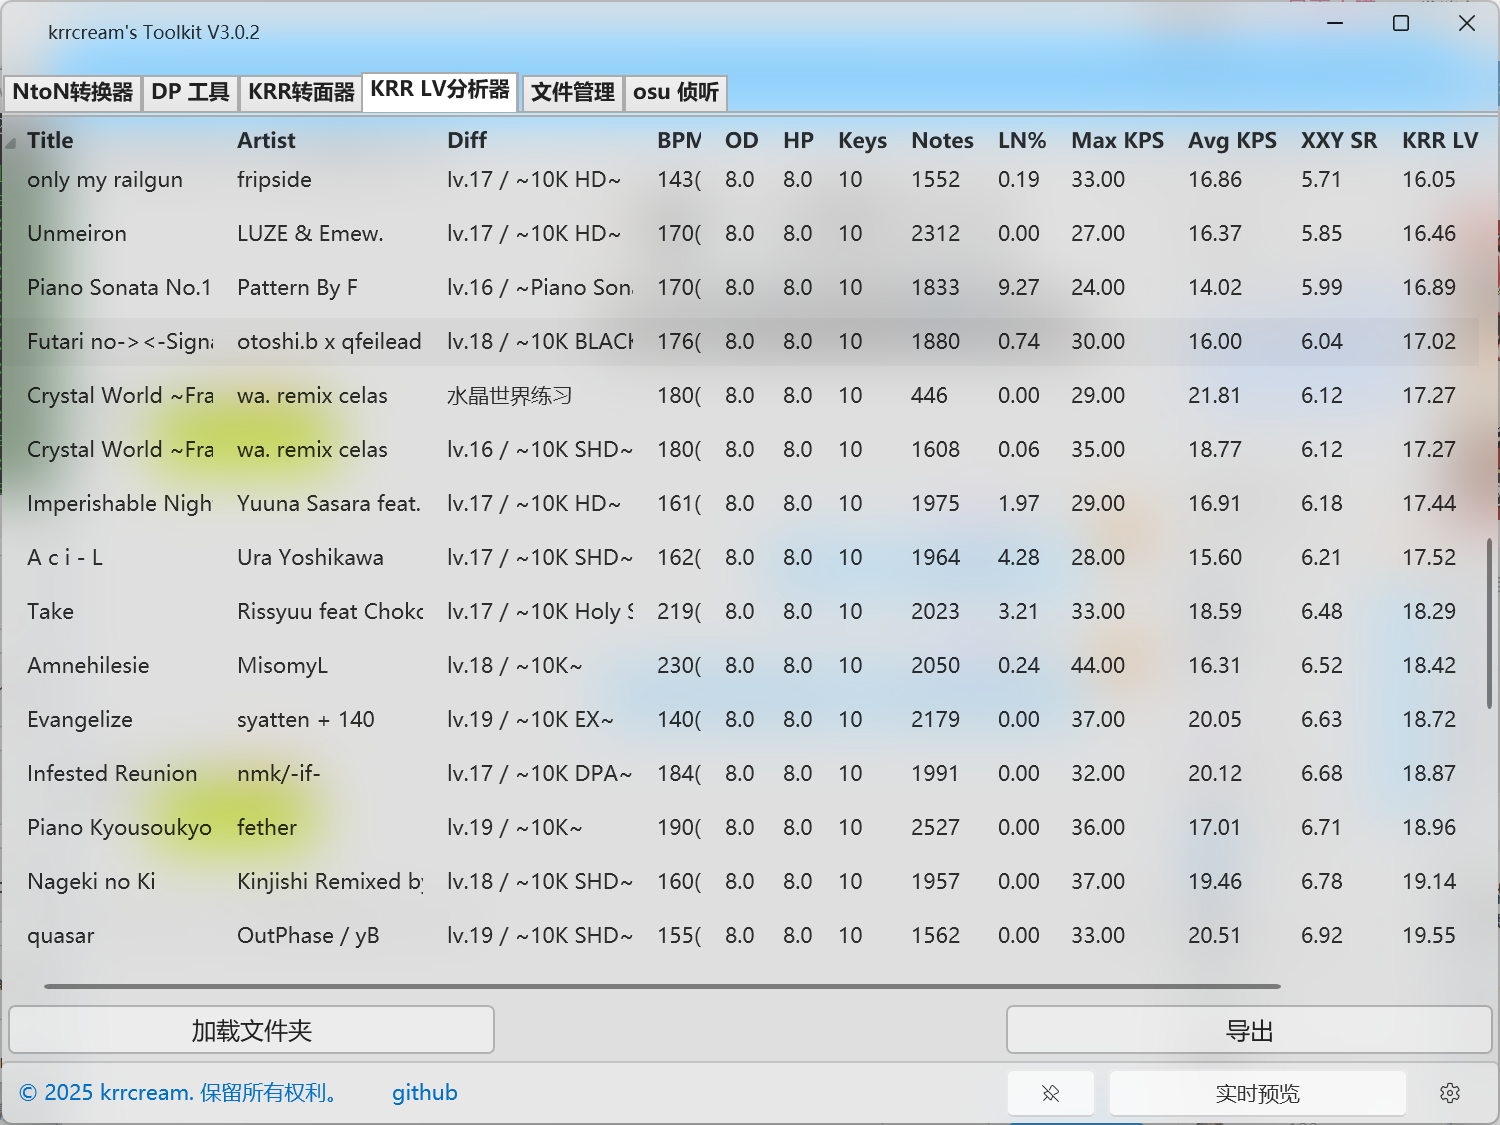 krrcream's Toolkit V3.0.2
NtoN转换器 DP 工具 KRR转面器 KRR LV分析器 文件管理 osu 侦听
Title Artist Diff BPM OD HP Keys Notes LN% Max KPS Avg KPS XXY SR KRR LV
only my railgun fripside lv.17 / ~10K HD~ 143( 8.0 8.0 10 1552 0.19 33.00 16.86 5.71 16.05
Unmeiron LUZE & Emew. lv.17 / ~10K HD~ 170( 8.0 8.0 10 2312 0.00 27.00 16.37 5.85 16.46
Piano Sonata No.1 Pattern By F lv.16 / ~Piano Son 170( 8.0 8.0 10 1833 9.27 24.00 14.02 5.99 16.89
Futari no-><-Sign otoshi.b x qfeilead lv.18 / ~10K BLACK 176( 8.0 8.0 10 1880 0.74 30.00 16.00 6.04 17.02
Crystal World ~Fra wa. remix celas 水晶世界练习 180( 8.0 8.0 10 446 0.00 29.00 21.81 6.12 17.27
Crystal World ~Fra wa. remix celas lv.16 / ~10K SHD~ 180( 8.0 8.0 10 1608 0.06 35.00 18.77 6.12 17.27
Imperishable Nigh Yuuna Sasara feat. lv.17 / ~10K HD~ 161( 8.0 8.0 10 1975 1.97 29.00 16.91 6.18 17.44
A c i - L Ura Yoshikawa lv.17 / ~10K SHD~ 162( 8.0 8.0 10 1964 4.28 28.00 15.60 6.21 17.52
Take Rissyuu feat Choko lv.17 / ~10K Holy S 219( 8.0 8.0 10 2023 3.21 33.00 18.59 6.48 18.29
Amnehilesie MisomyL lv.18 / ~10K~ 230( 8.0 8.0 10 2050 0.24 44.00 16.31 6.52 18.42
Evangelize syatten + 140 lv.19 / ~10K EX~ 140( 8.0 8.0 10 2179 0.00 37.00 20.05 6.63 18.72
Infested Reunion nmk/-if- lv.17 / ~10K DPA~ 184( 8.0 8.0 10 1991 0.00 32.00 20.12 6.68 18.87
Piano Kyousoukyo fether lv.19 / ~10K~ 190( 8.0 8.0 10 2527 0.00 36.00 17.01 6.71 18.96
Nageki no Ki Kinjishi Remixed by lv.18 / ~10K SHD~ 160( 8.0 8.0 10 1957 0.00 37.00 19.46 6.78 19.14
quasar OutPhase / yB lv.19 / ~10K SHD~ 155( 8.0 8.0 10 1562 0.00 33.00 20.51 6.92 19.55
加载文件夹 导出
© 2025 krrcream. 保留所有权利。 github 实时预览